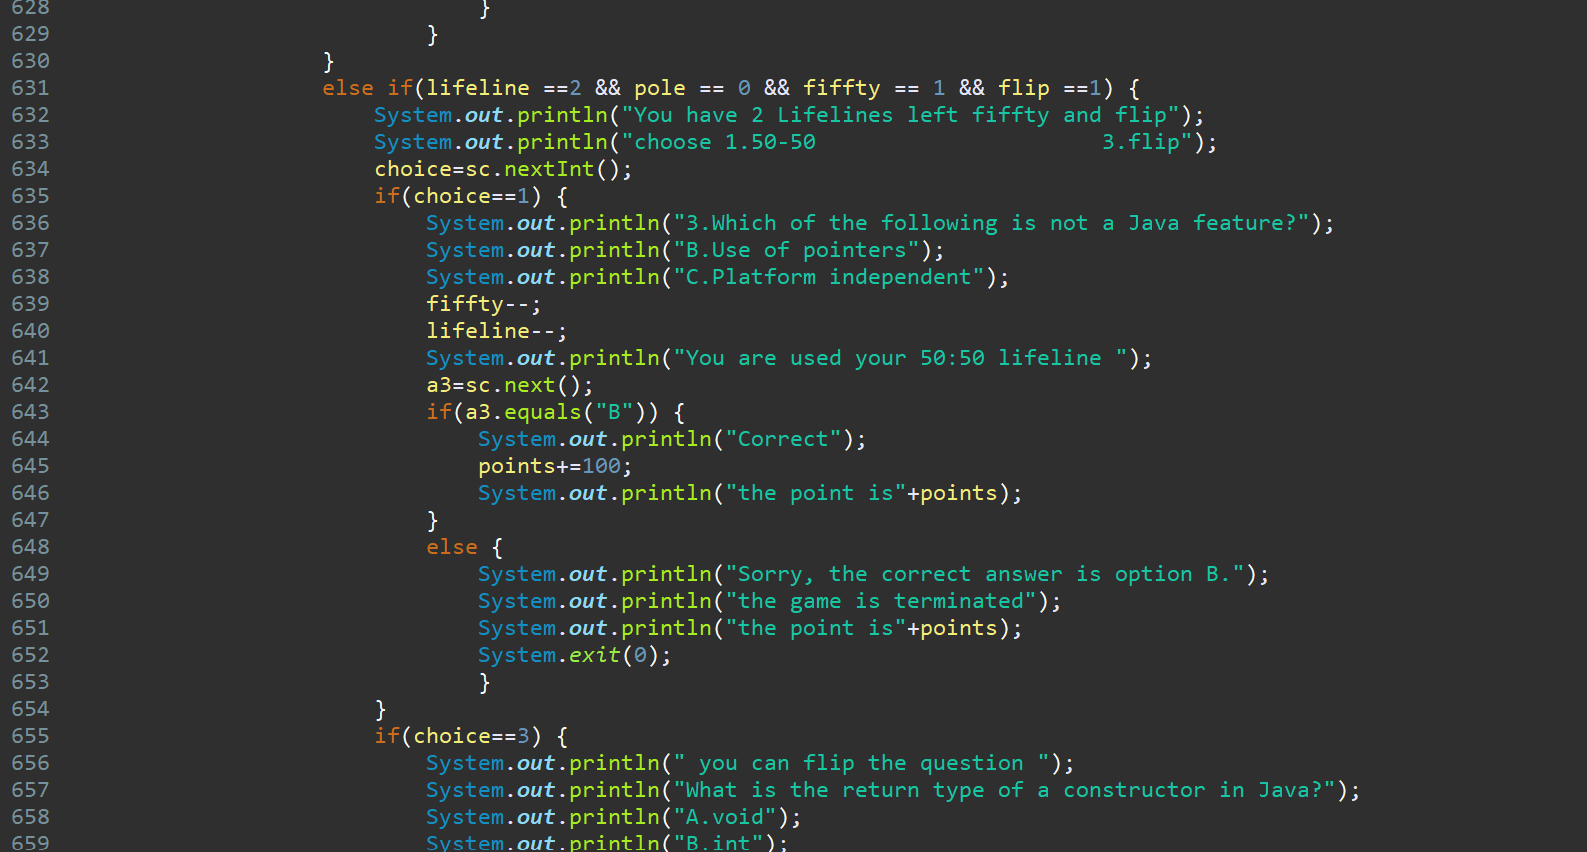 628 }
629 }
630 }
631 else if(lifeline ==2 && pole == 0 && fiffty == 1 && flip ==1) {
632 System.out.println("You have 2 Lifelines left fiffty and flip");
633 System.out.println("choose 1.50-50                      3.flip");
634 choice=sc.nextInt();
635 if(choice==1) {
636 System.out.println("3.Which of the following is not a Java feature?");
637 System.out.println("B.Use of pointers");
638 System.out.println("C.Platform independent");
639 fiffty--;
640 lifeline--;
641 System.out.println("You are used your 50:50 lifeline ");
642 a3=sc.next();
643 if(a3.equals("B")) {
644 System.out.println("Correct");
645 points+=100;
646 System.out.println("the point is"+points);
647 }
648 else {
649 System.out.println("Sorry, the correct answer is option B.");
650 System.out.println("the game is terminated");
651 System.out.println("the point is"+points);
652 System.exit(0);
653 }
654 }
655 if(choice==3) {
656 System.out.println(" you can flip the question ");
657 System.out.println("What is the return type of a constructor in Java?");
658 System.out.println("A.void");
659 System.out.println("B.int");